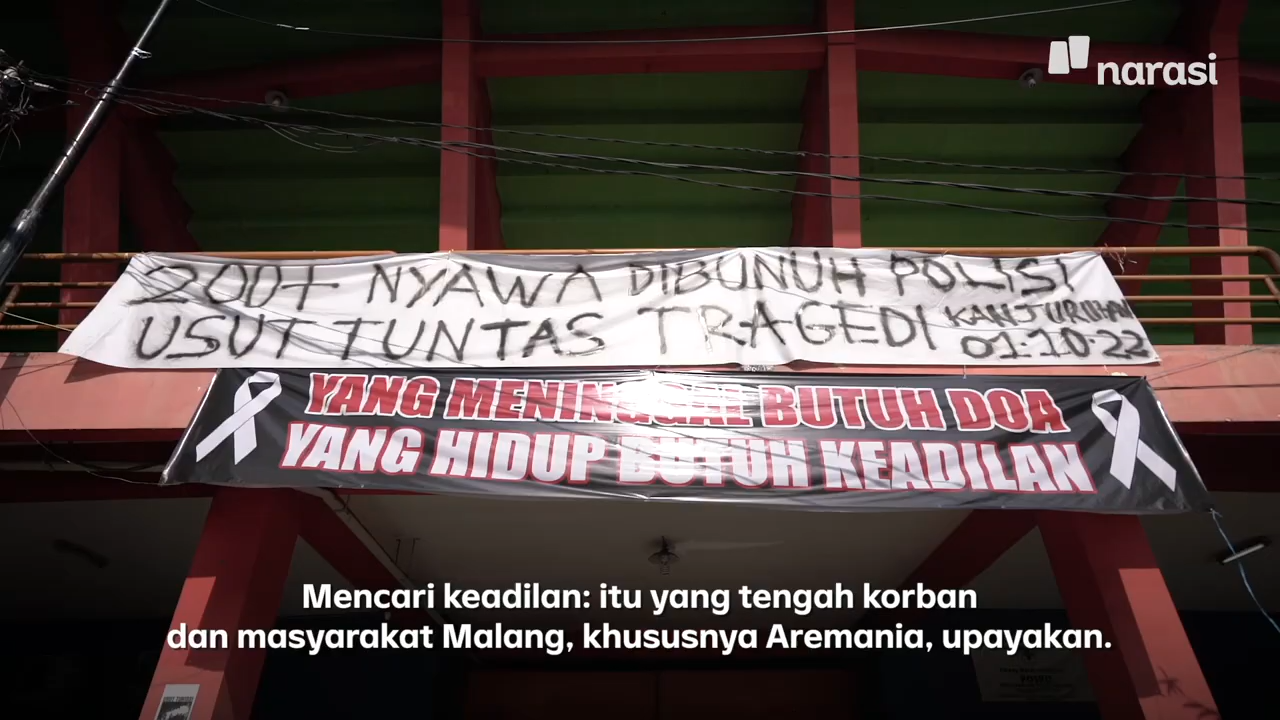 narasi
200+ NYAWA DIBUNUH POLISI
USUT TUNTAS TRAGEDI KANJURUHAN
01.10.22
YANG MENINGGAL BUTUH DOA
YANG HIDUP BUTUH KEADILAN
Mencari keadilan: itu yang tengah korban
dan masyarakat Malang, khususnya Aremania, upayakan.